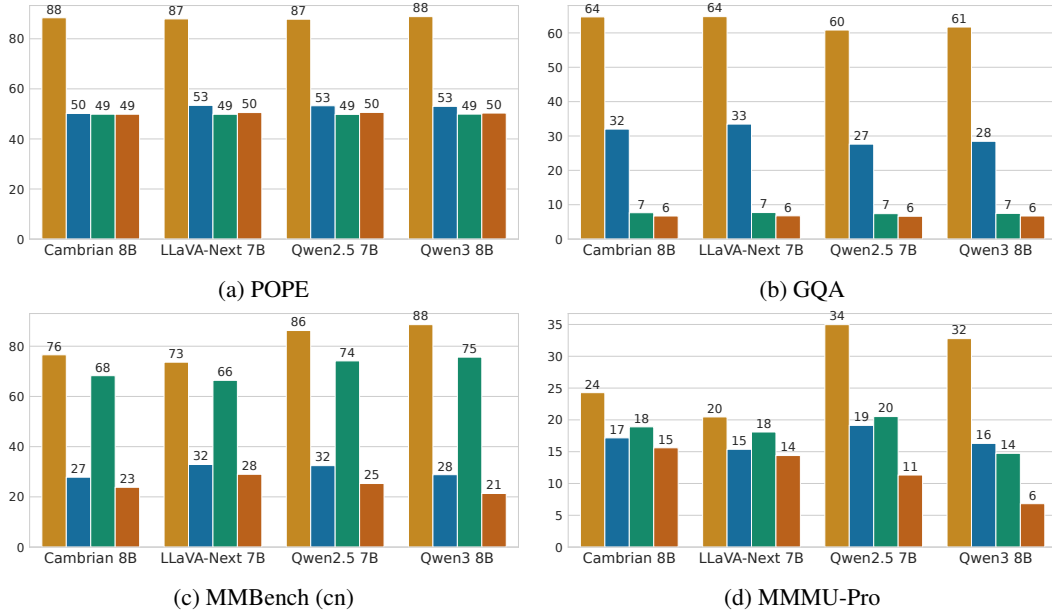 88 87 87 88
50 49 49 53 49 50 53 49 50 53 49 50
80
60
40
20
0
Cambrian 8B LLaVA-Next 7B Qwen2.5 7B Qwen3 8B
(a) POPE
64 64 60 61
32 7 6 33 7 6 27 7 6 28 7 6
60
50
40
30
20
10
0
Cambrian 8B LLaVA-Next 7B Qwen2.5 7B Qwen3 8B
(b) GQA
76 27 68 23 73 32 66 28 86 32 74 25 88 28 75 21
80
60
40
20
0
Cambrian 8B LLaVA-Next 7B Qwen2.5 7B Qwen3 8B
(c) MMBench (cn)
24 17 18 15 20 15 18 14 34 19 20 11 32 16 14 6
35
30
25
20
15
10
5
0
Cambrian 8B LLaVA-Next 7B Qwen2.5 7B Qwen3 8B
(d) MMMU-Pro